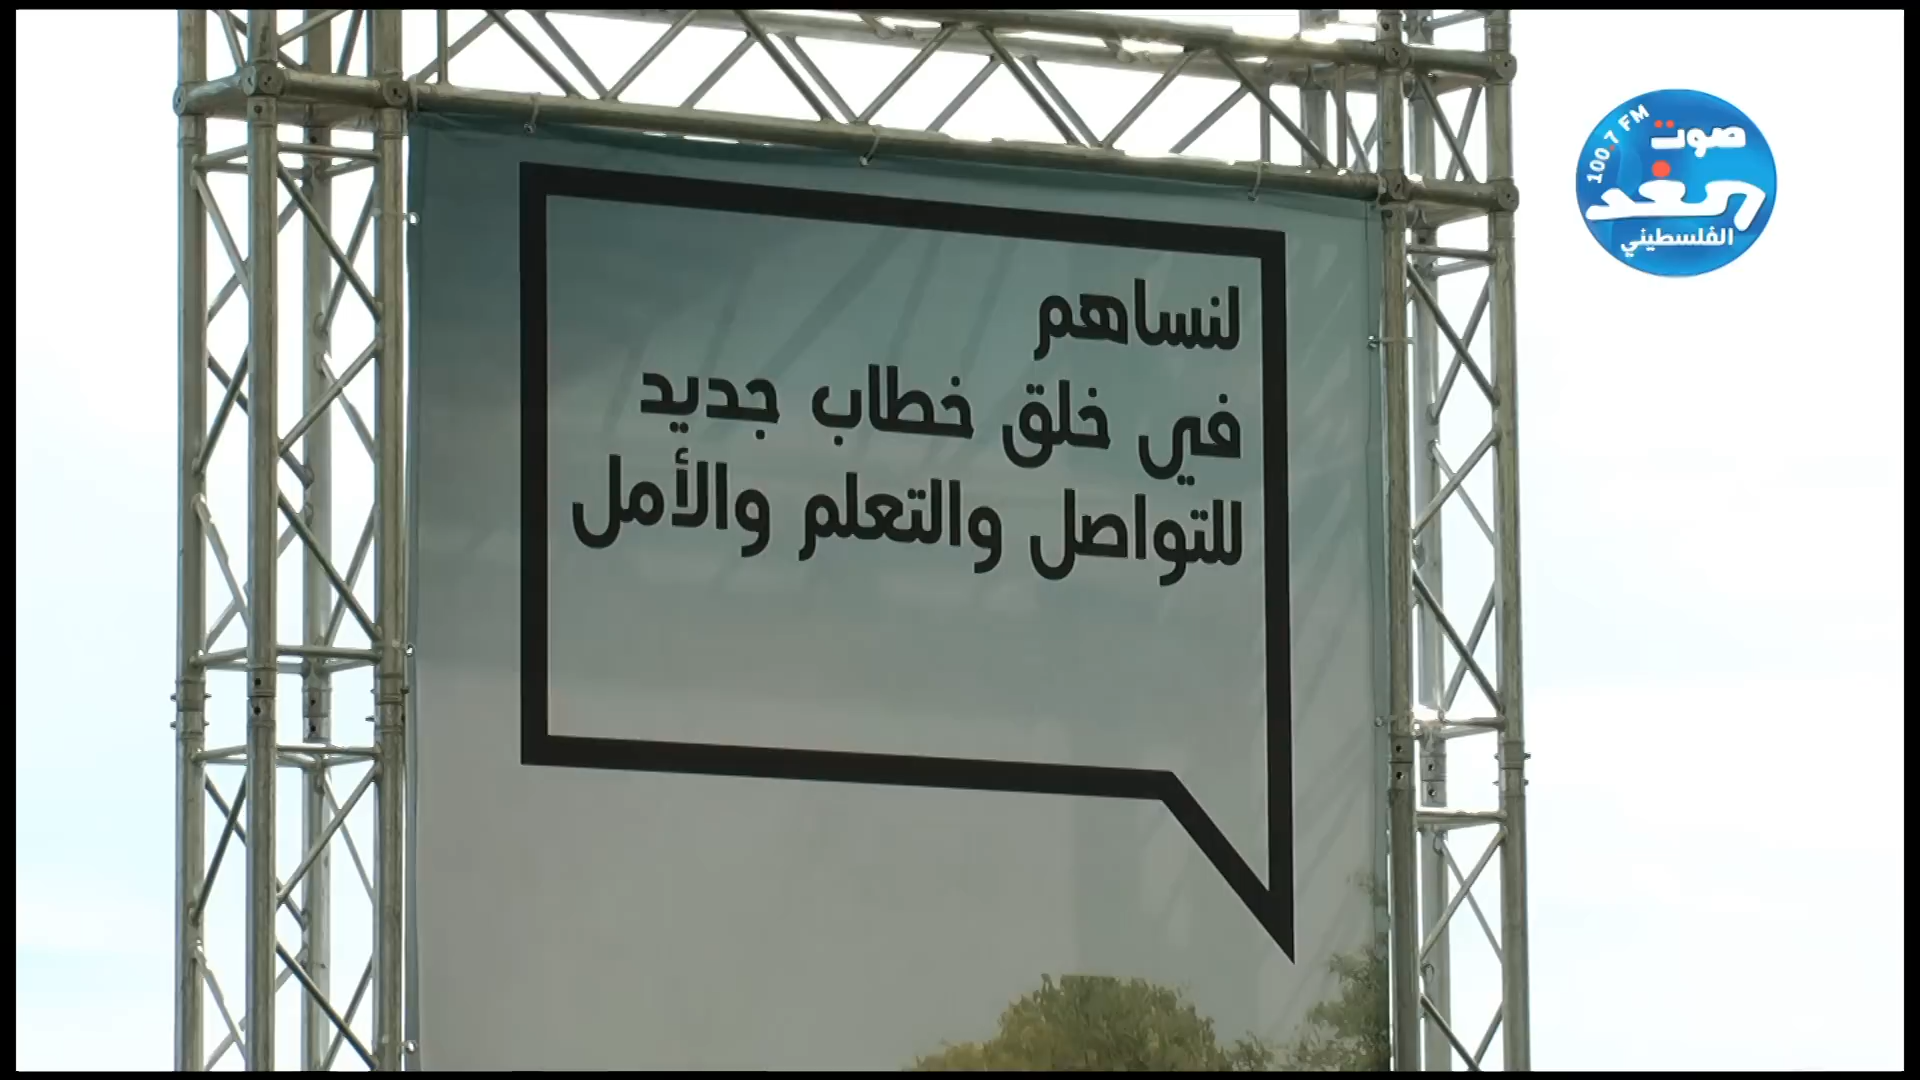 لنساهم
في خلق خطاب جديد
للتواصل والتعلم والأمل
100.7 FM
صوت
الغد
الفلسطيني